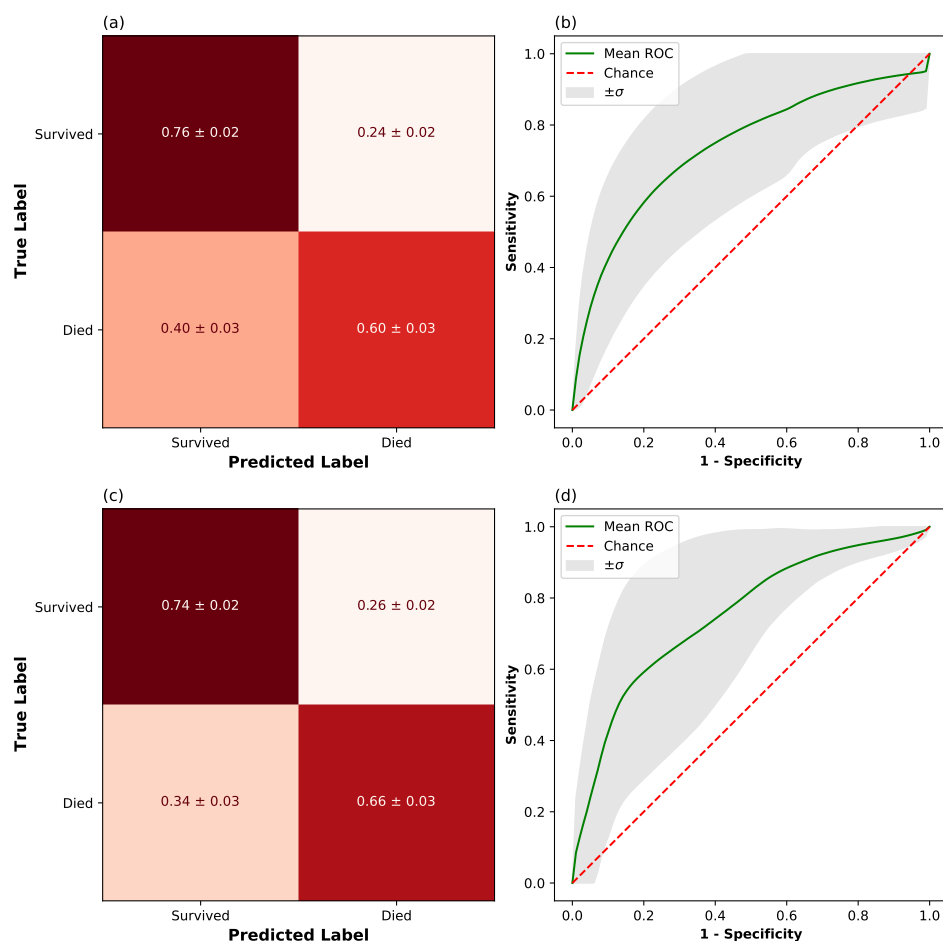 (a)
True Label
Survived
Died
0.76 ± 0.02
0.24 ± 0.02
0.40 ± 0.03
0.60 ± 0.03
Survived
Died
Predicted Label
(b)
Sensitivity
1.0
0.8
0.6
0.4
0.2
0.0
Mean ROC
Chance
±σ
0.0
0.2
0.4
0.6
0.8
1.0
1 - Specificity
(c)
True Label
Survived
Died
0.74 ± 0.02
0.26 ± 0.02
0.34 ± 0.03
0.66 ± 0.03
Survived
Died
Predicted Label
(d)
Sensitivity
1.0
0.8
0.6
0.4
0.2
0.0
Mean ROC
Chance
±σ
0.0
0.2
0.4
0.6
0.8
1.0
1 - Specificity